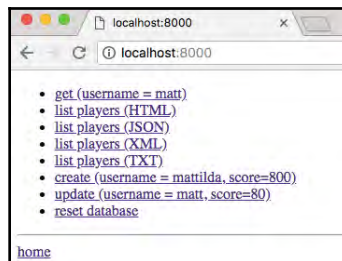 localhost:8000
localhost:8000
get (username = matt)
list players (HTML)
list players (JSON)
list players (XML)
list players (TXT)
create (username = mattilda, score=800)
update (username = matt, score=80)
reset database
home